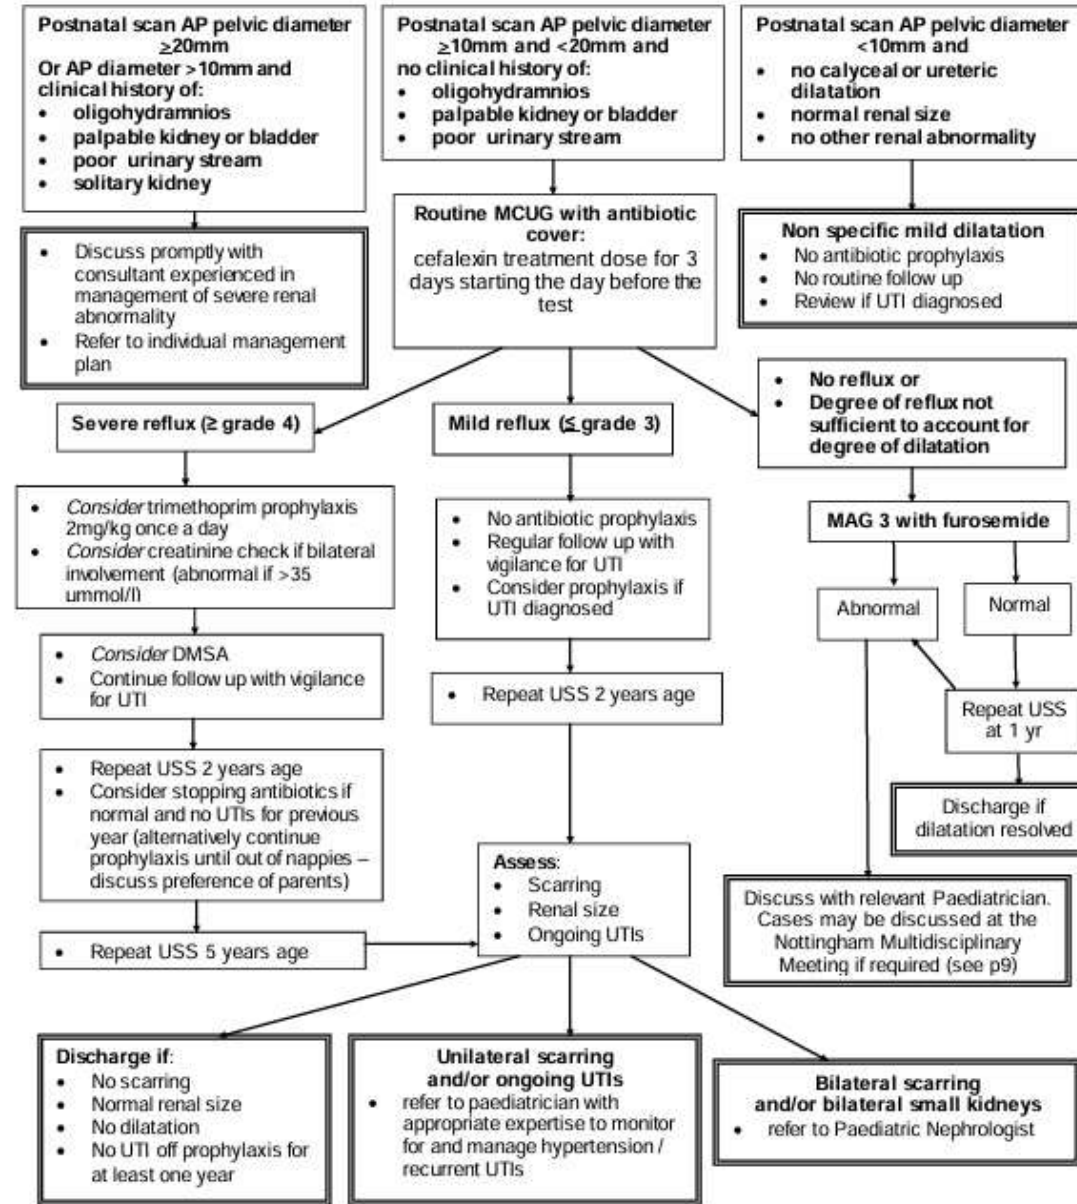 Postnatal scan AP pelvic diameter
≥20mm
Or AP diameter >10mm and
clinical history of:
• oligohydramnios
• palpable kidney or bladder
• poor urinary stream
• solitary kidney
Postnatal scan AP pelvic diameter
≥10mm and <20mm and
no clinical history of:
• oligohydramnios
• palpable kidney or bladder
• poor urinary stream
Postnatal scan AP pelvic diameter
<10mm and
• no calyceal or ureteric
dilatation
• normal renal size
• no other renal abnormality
• Discuss promptly with
consultant experienced in
management of severe renal
abnormality
• Refer to individual management
plan
Routine MCUG with antibiotic
cover:
cefalexin treatment dose for 3
days starting the day before the
test
Non specific mild dilatation
• No antibiotic prophylaxis
• No routine follow up
• Review if UTI diagnosed
Severe reflux (≥ grade 4)
Mild reflux (≤ grade 3)
• No reflux or
• Degree of reflux not
sufficient to account for
degree of dilatation
• Consider trimethoprim prophylaxis
2mg/kg once a day
• Consider creatinine check if bilateral
involvement (abnormal if >35
ummol/l)
• No antibiotic prophylaxis
• Regular follow up with
vigilance for UTI
• Consider prophylaxis if
UTI diagnosed
MAG 3 with furosemide
Abnormal
Normal
• Consider DMSA
• Continue follow up with vigilance
for UTI
• Repeat USS 2 years age
Repeat USS
at 1 yr
• Repeat USS 2 years age
• Consider stopping antibiotics if
normal and no UTIs for previous
year (alternatively continue
prophylaxis until out of nappies –
discuss preference of parents)
Discharge if
dilatation resolved
Assess:
• Scarring
• Renal size
• Ongoing UTIs
Discuss with relevant Paediatrician.
Cases may be discussed at the
Nottingham Multidisciplinary
Meeting if required (see p9)
• Repeat USS 5 years age
Discharge if:
• No scarring
• Normal renal size
• No dilatation
• No UTI off prophylaxis for
at least one year
Unilateral scarring
and/or ongoing UTIs
• refer to paediatrician with
appropriate expertise to monitor
for and manage hypertension /
recurrent UTIs
Bilateral scarring
and/or bilateral small kidneys
• refer to Paediatric Nephrologist